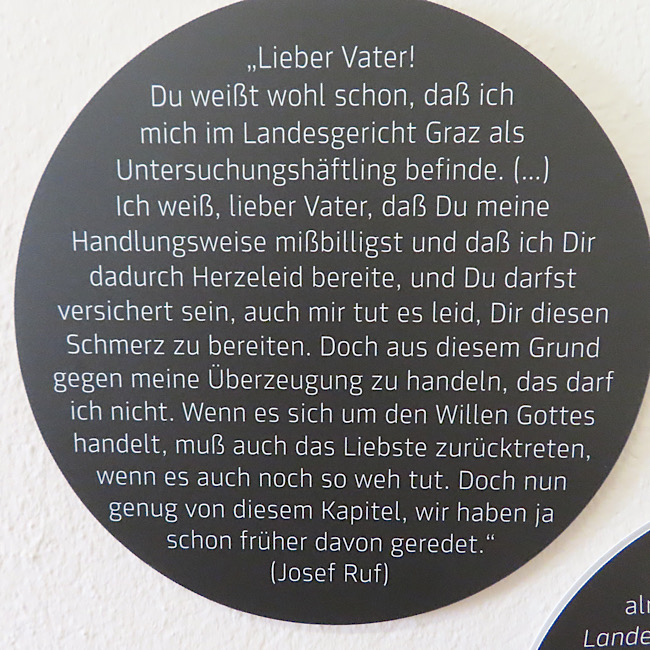 „Lieber Vater!
Du weißt wohl schon, daß ich
mich im Landesgericht Graz als
Untersuchungshäftling befinde. (...)
Ich weiß, lieber Vater, daß Du meine
Handlungsweise mißbilligst und daß ich Dir
dadurch Herzeleid bereite, und Du darfst
versichert sein, auch mir tut es leid, Dir diesen
Schmerz zu bereiten. Doch aus diesem Grund
gegen meine Überzeugung zu handeln, das darf
ich nicht. Wenn es sich um den Willen Gottes
handelt, muß auch das Liebste zurücktreten,
wenn es auch noch so weh tut. Doch nun
genug von diesem Kapitel, wir haben ja
schon früher davon geredet.“
(Josef Ruf)